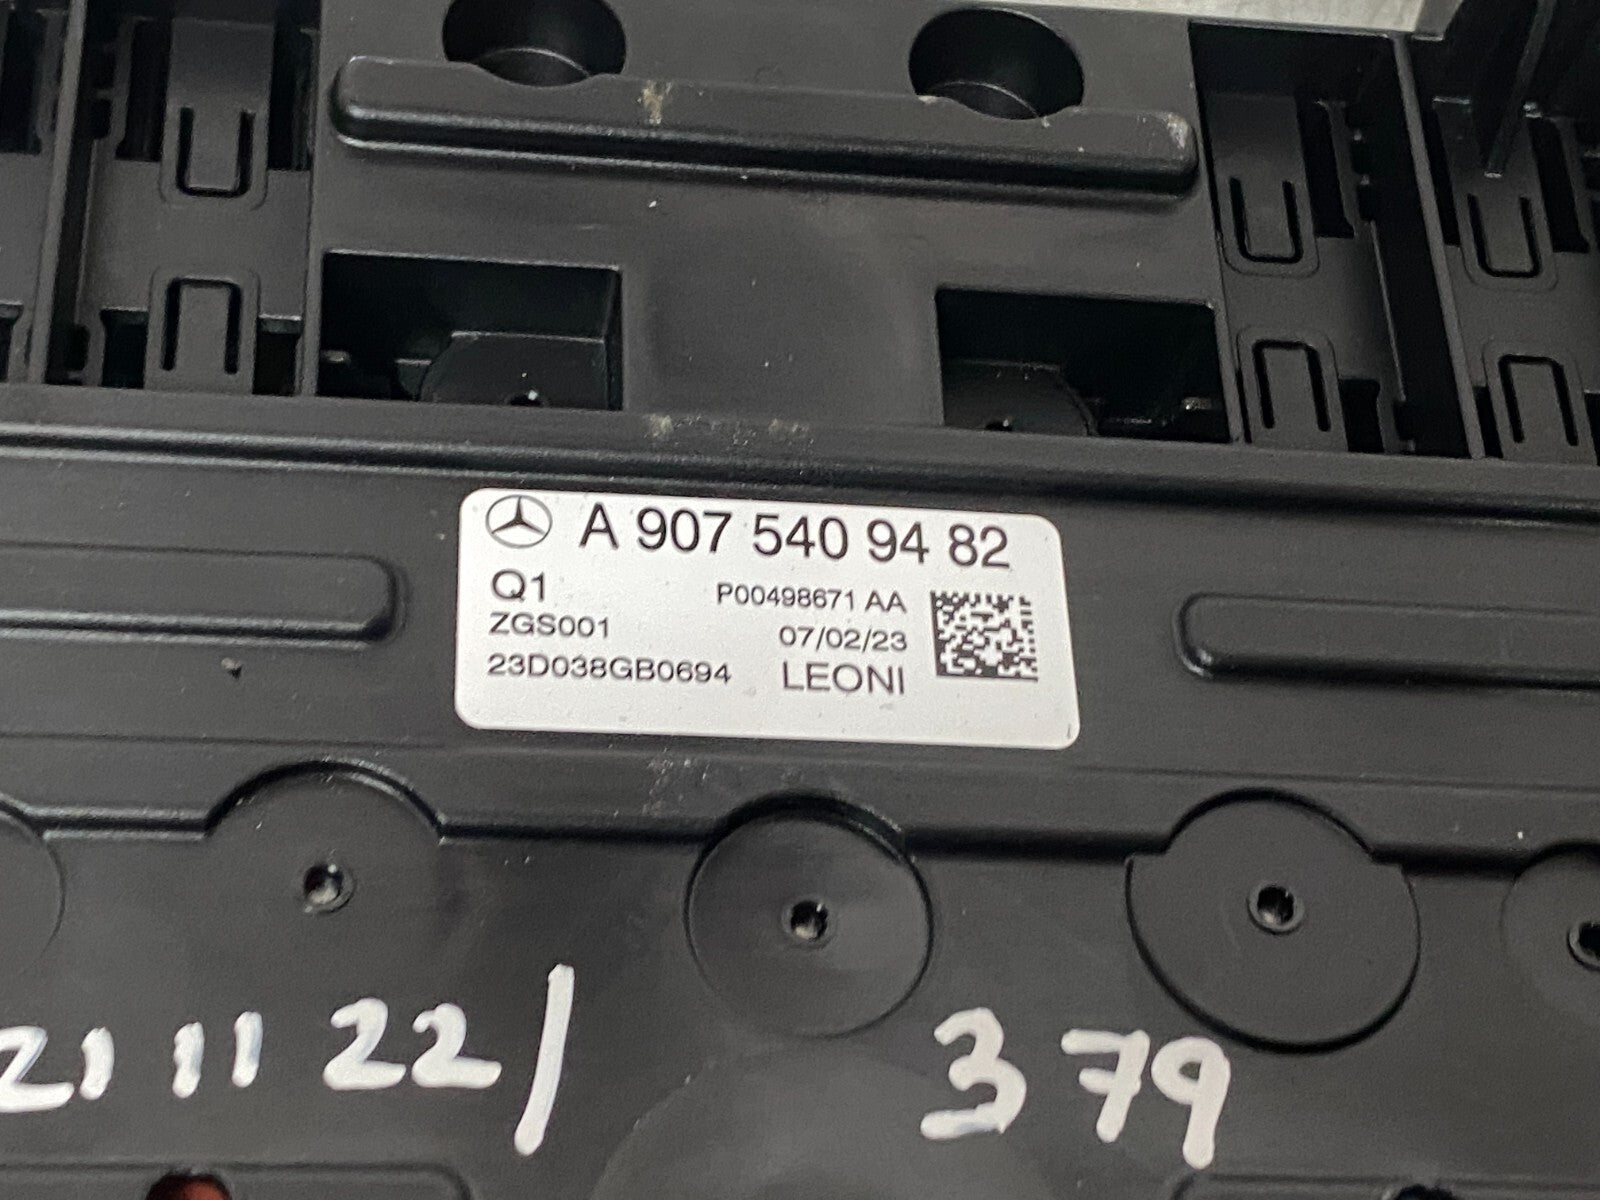 A 907 540 94 82
Q1 P00498671 AA
ZGS001 07/02/23
23D038GB0694 LEONI
21 11 22/ 379